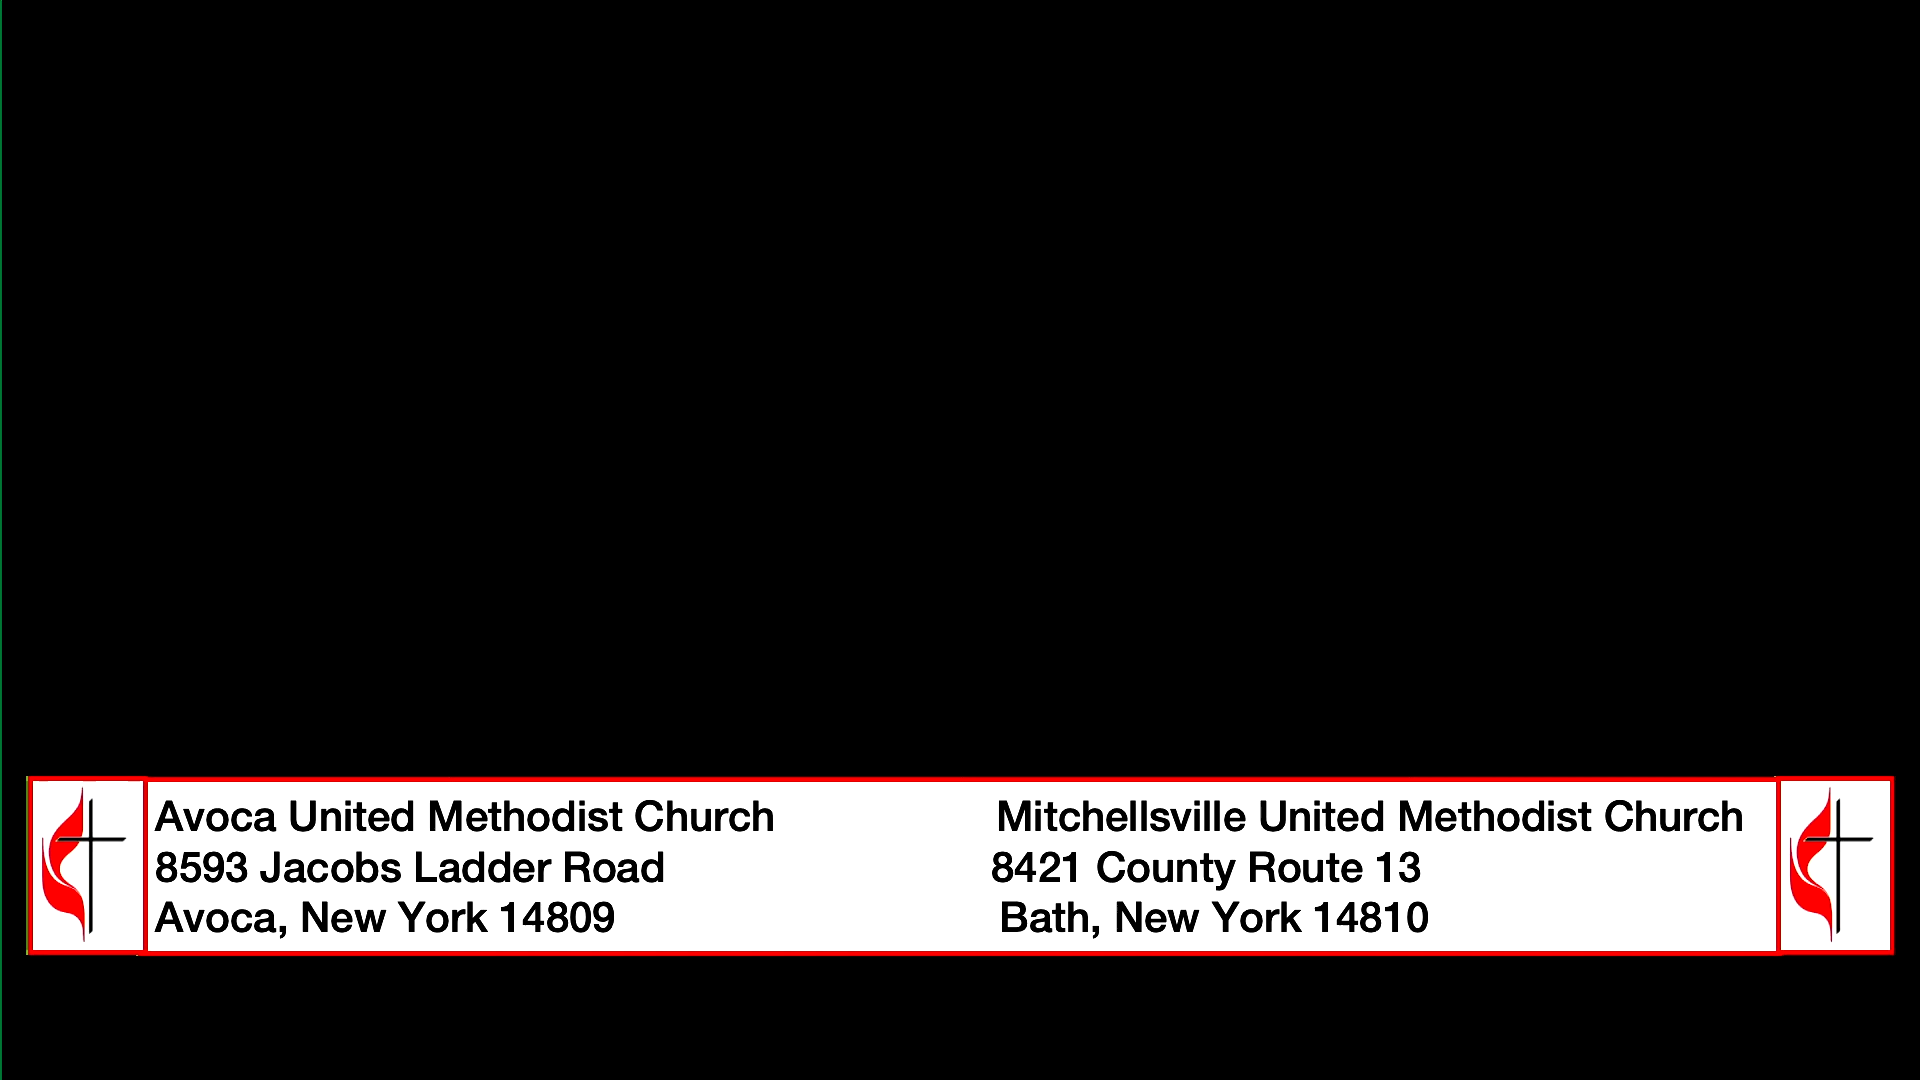 Avoca United Methodist Church
8593 Jacobs Ladder Road
Avoca, New York 14809
Mitchellsville United Methodist Church
8421 County Route 13
Bath, New York 14810